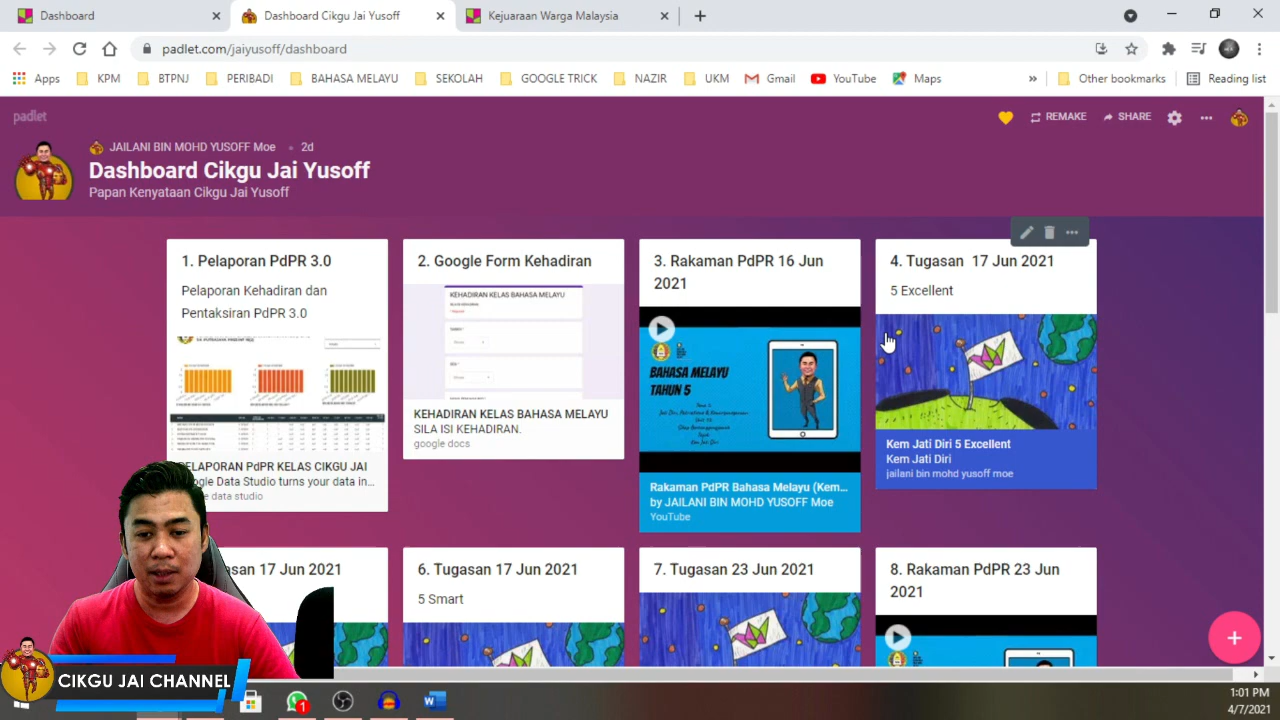 Dashboard
Dashboard Cikgu Jai Yusoff
Kejuaraan Warga Malaysia
padlet.com/jaiyusoff/dashboard
Apps
KPM
BTPNJ
PERIBADI
BAHASA MELAYU
SEKOLAH
GOOGLE TRICK
NAZIR
UKM
Gmail
YouTube
Maps
»
Other bookmarks
Reading list
padlet
REMAKE
SHARE
JAILANI BIN MOHD YUSOFF Moe • 2d
Dashboard Cikgu Jai Yusoff
Papan Kenyataan Cikgu Jai Yusoff
1. Pelaporan PdPR 3.0
Pelaporan Kehadiran dan
Pentaksiran PdPR 3.0
ELAPORAN PdPR KELAS CIKGU JAI
ogle Data Studio turns your data in...
data studio
2. Google Form Kehadiran
KEHADIRAN KELAS BAHASA MELAYU
KEHADIRAN KELAS BAHASA MELAYU
SILA ISI KEHADIRAN.
google docs
3. Rakaman PdPR 16 Jun
2021
BAHASA MELAYU
TAHUN 5
Rakaman PdPR Bahasa Melayu (Kem...
by JAILANI BIN MOHD YUSOFF Moe
YouTube
4. Tugasan 17 Jun 2021
5 Excellent
Kem Jati Diri 5 Excellent
Kem Jati Diri
jailani bin mohd yusoff moe
asan 17 Jun 2021
6. Tugasan 17 Jun 2021
5 Smart
7. Tugasan 23 Jun 2021
8. Rakaman PdPR 23 Jun
2021
CIKGU JAI CHANNEL
1
1:01 PM
4/7/2021